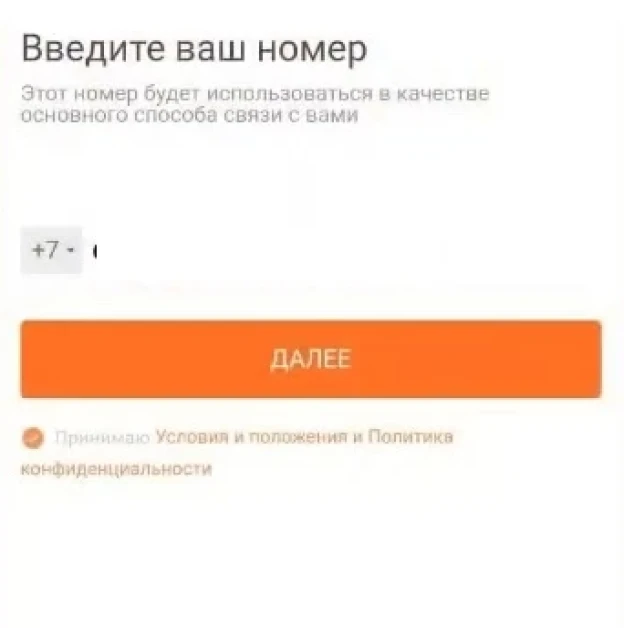 Введите ваш номер
Этот номер будет использоваться в качестве
основного способа связи с вами
+7
ДАЛЕЕ
Принимаю Условия и положения и Политика
конфиденциальности